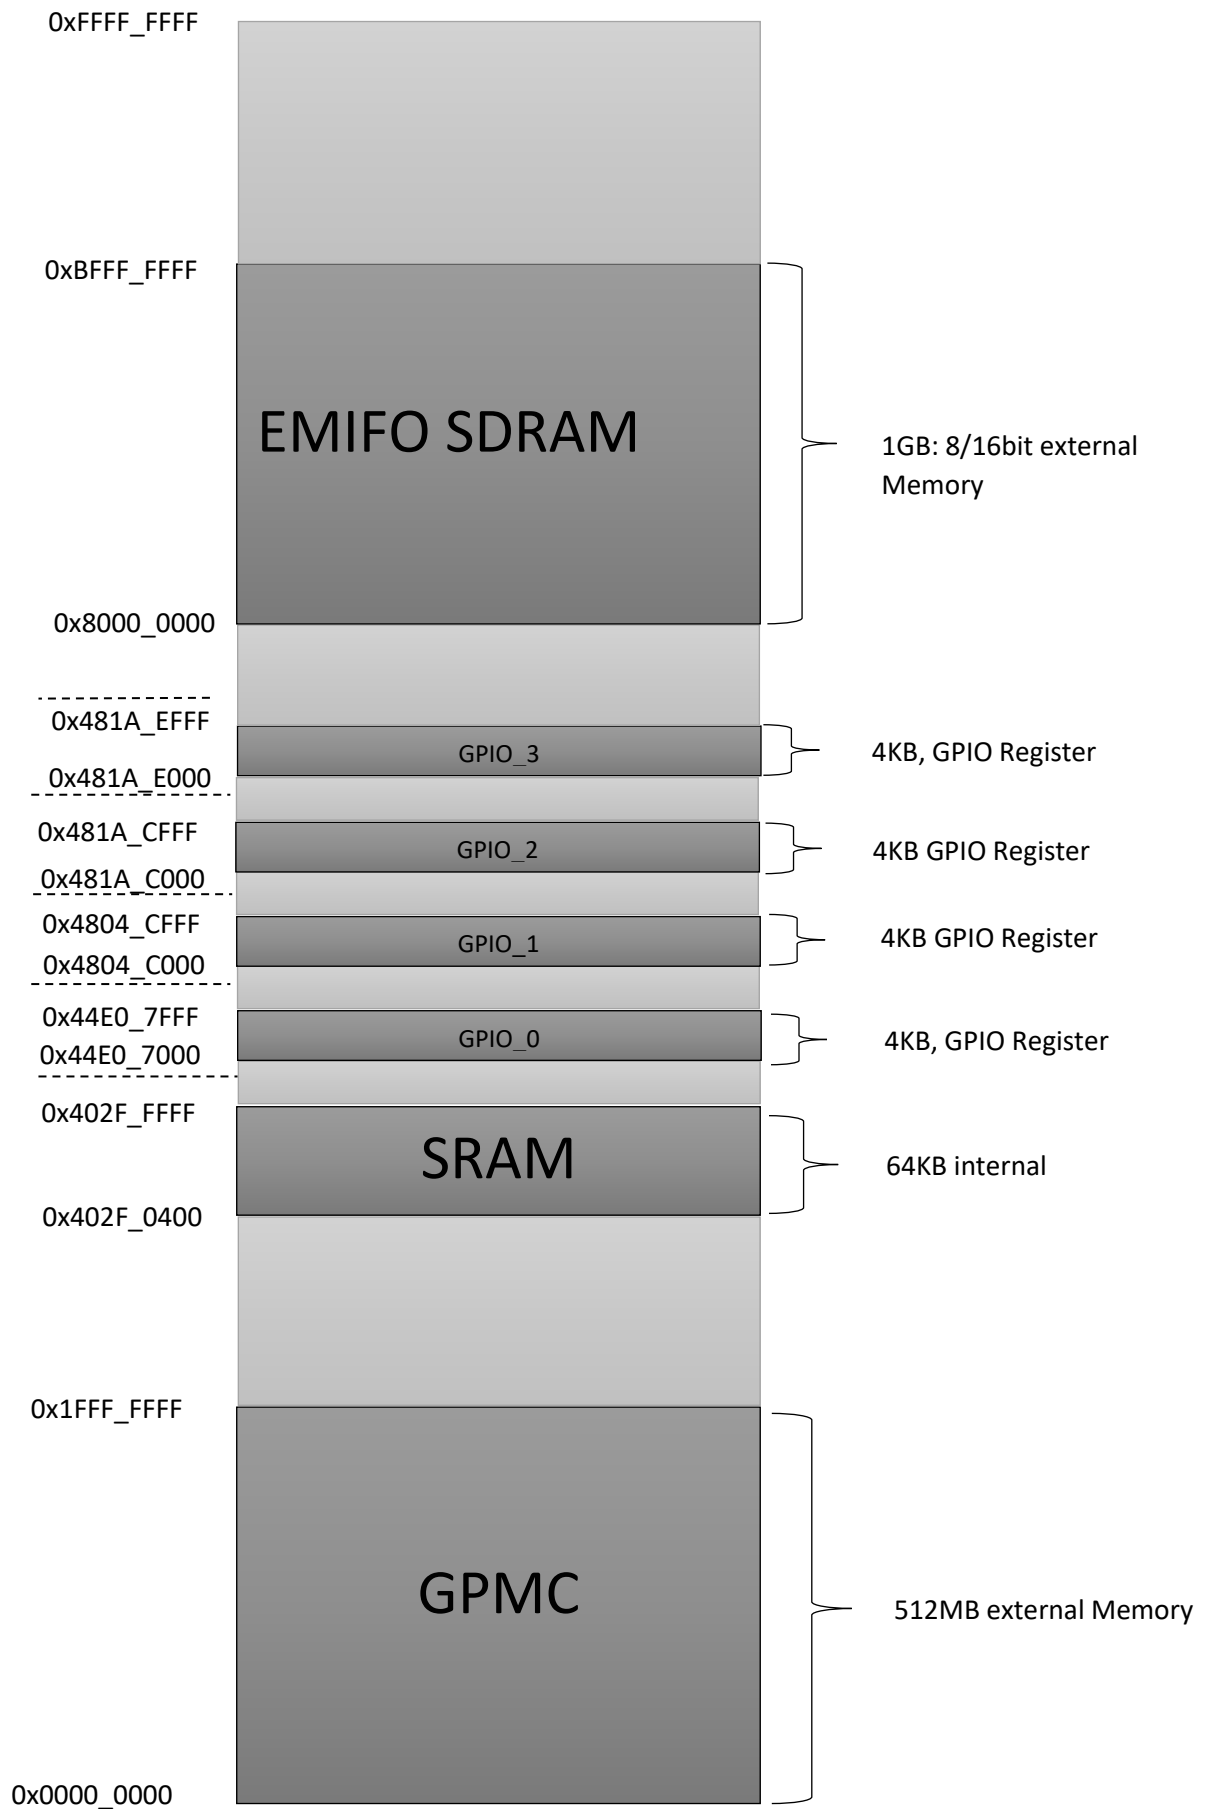 0xFFFF_FFFF
0xBFFF_FFFF
EMIFO SDRAM
1GB: 8/16bit external
Memory
0x8000_0000
0x481A_EFFF
GPIO_3
4KB, GPIO Register
0x481A_E000
0x481A_CFFF
GPIO_2
4KB GPIO Register
0x481A_C000
0x4804_CFFF
GPIO_1
4KB GPIO Register
0x4804_C000
0x44E0_7FFF
GPIO_0
4KB, GPIO Register
0x44E0_7000
0x402F_FFFF
SRAM
64KB internal
0x402F_0400
0x1FFF_FFFF
GPMC
512MB external Memory
0x0000_0000